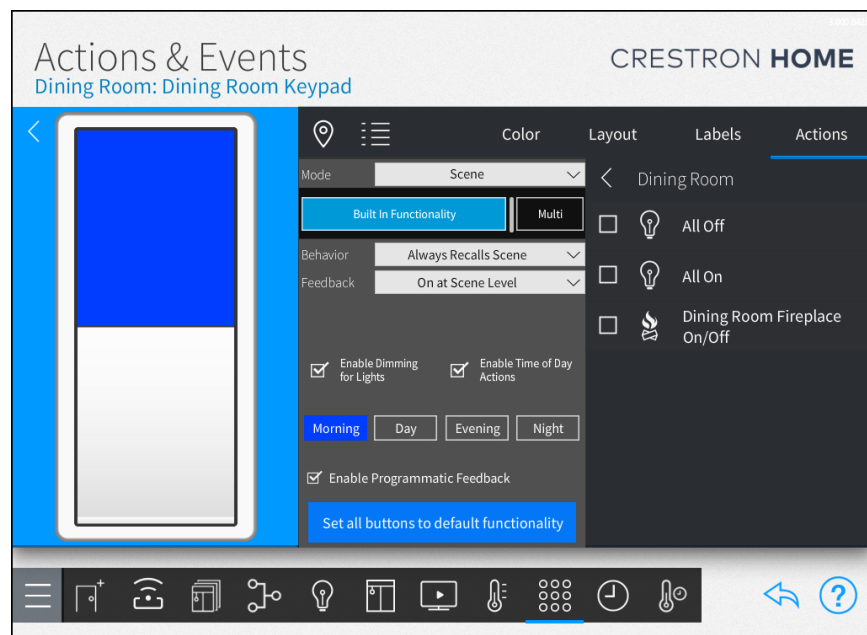 Actions & Events
CRESTRON HOME
Dining Room: Dining Room Keypad
Color
Layout
Labels
Actions
Mode
Scene
Dining Room
Built In Functionality
Multi
All Off
Behavior
Always Recalls Scene
Feedback
On at Scene Level
All On
Dining Room Fireplace
On/Off
Enable Dimming
for Lights
Enable Time of Day
Actions
Morning
Day
Evening
Night
Enable Programmatic Feedback
Set all buttons to default functionality
?